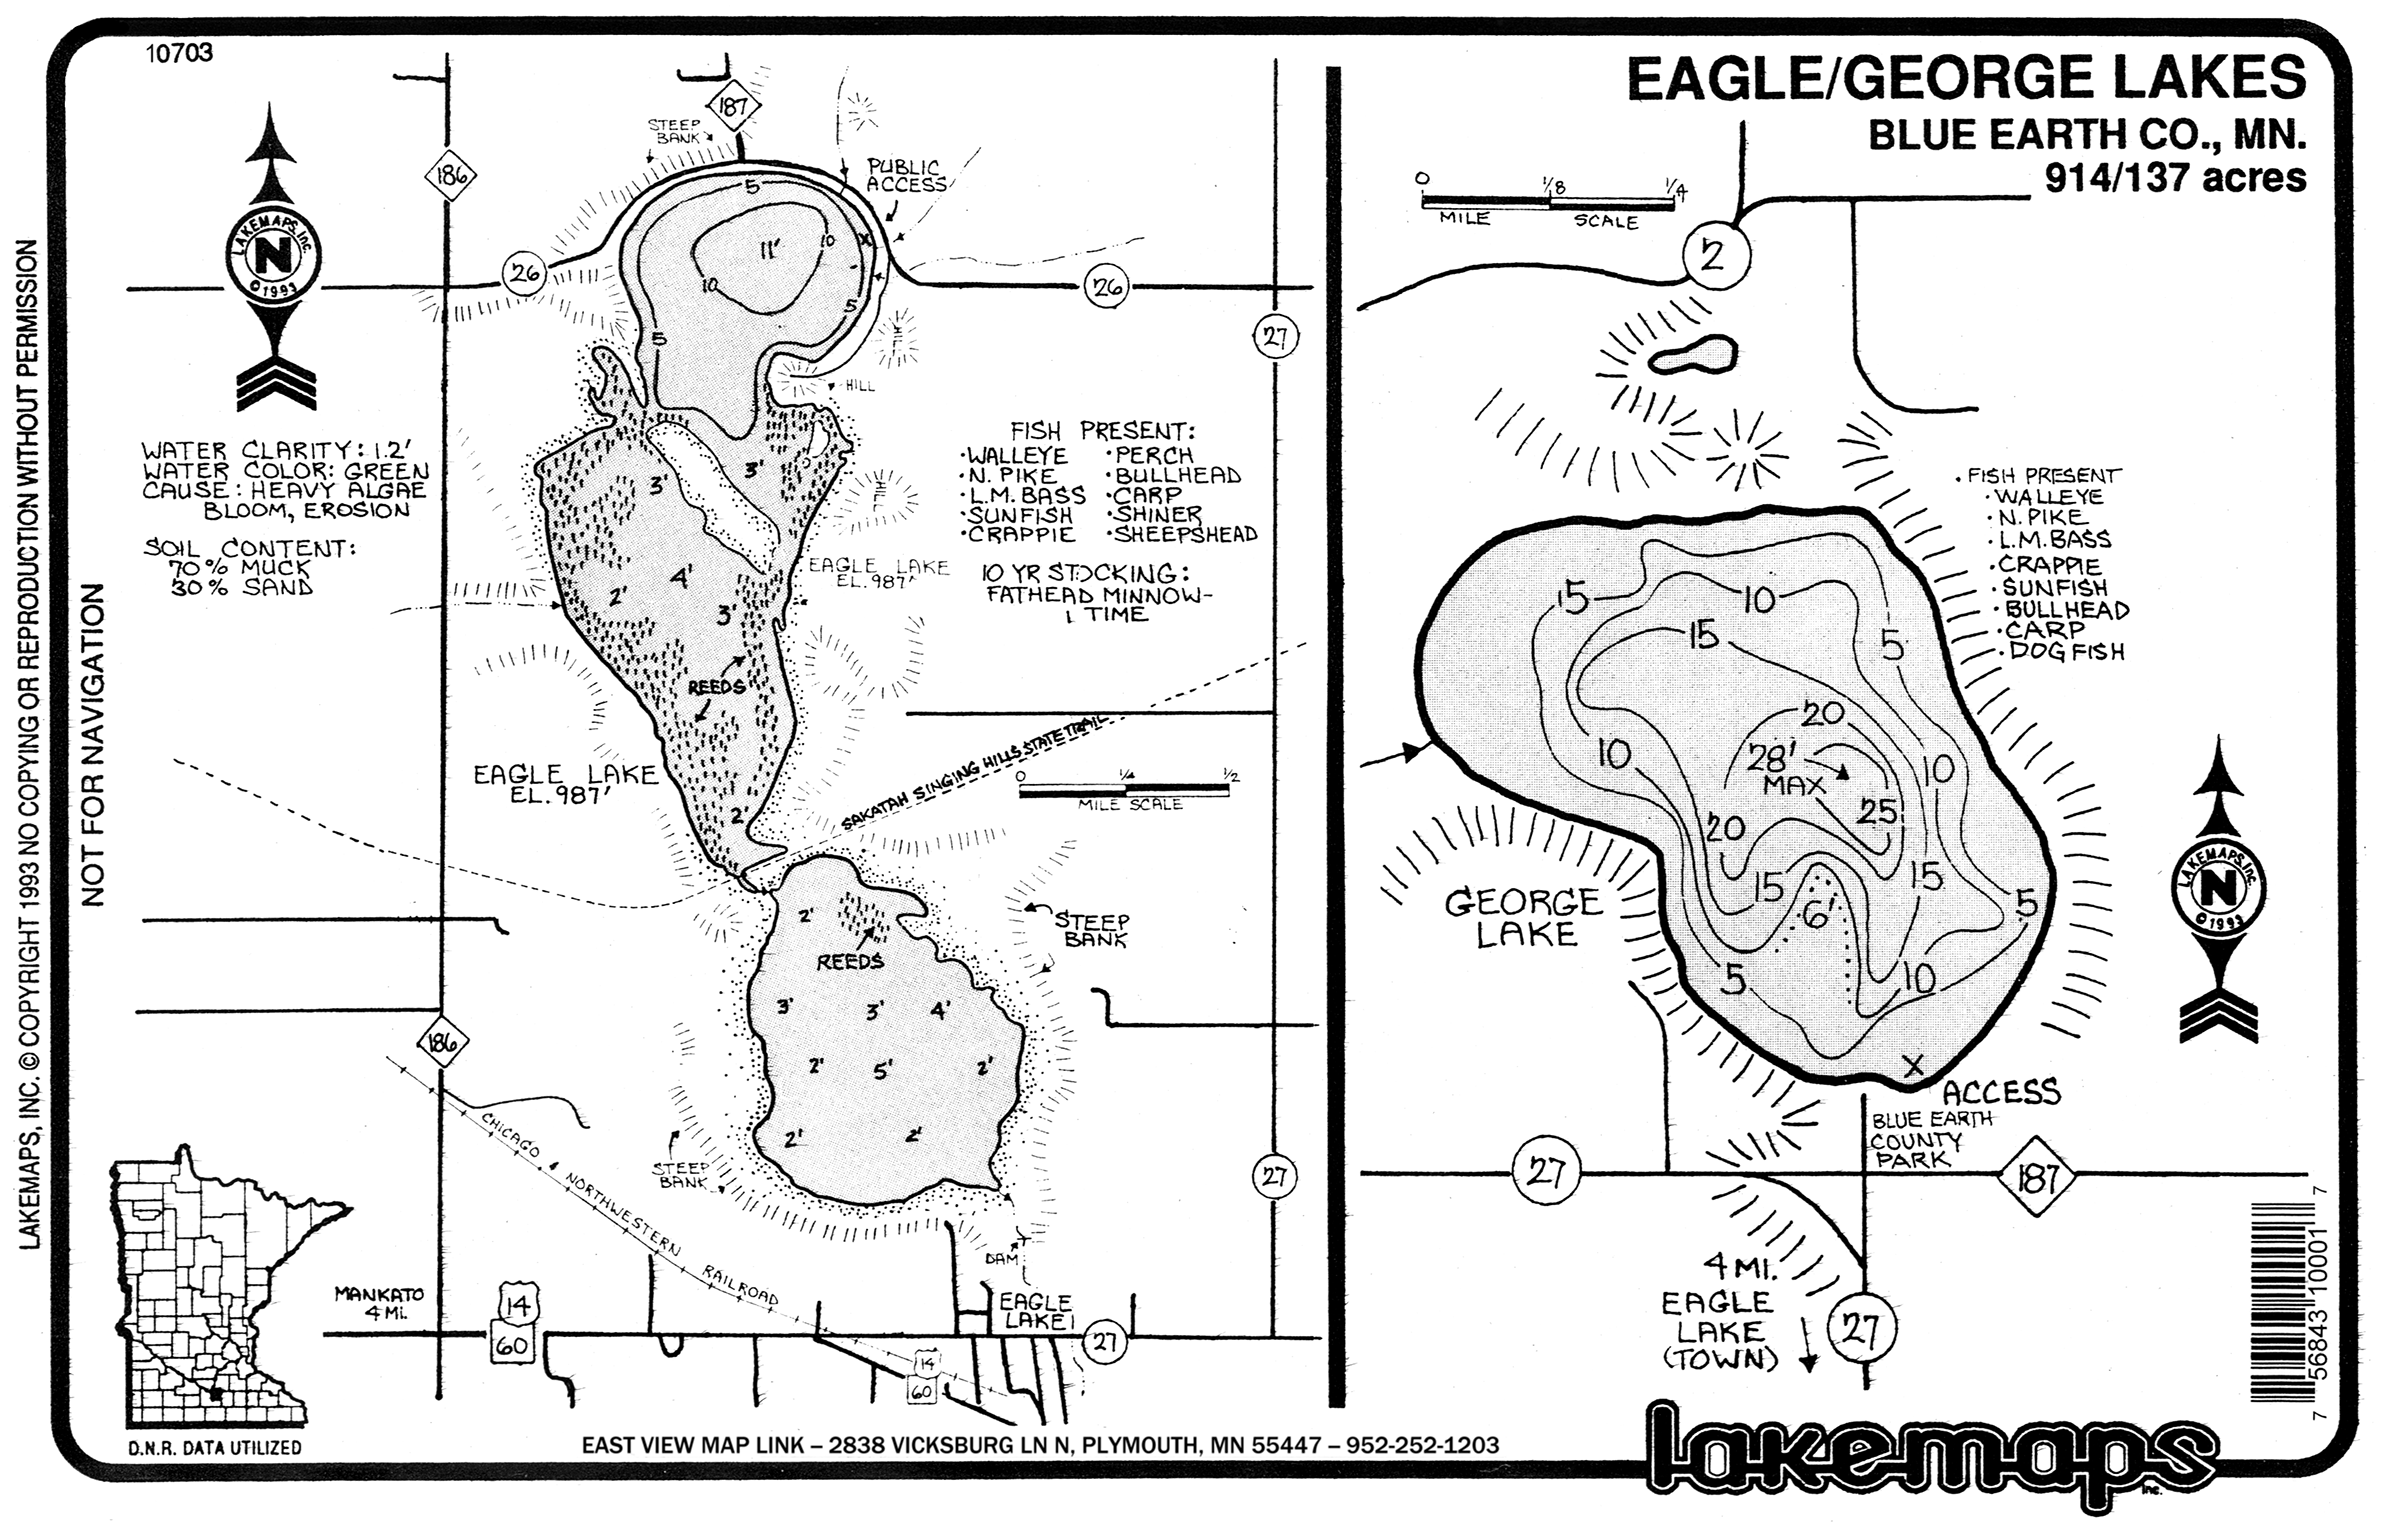 10703
EAGLE/GEORGE LAKES
BLUE EARTH CO., MN.
914/137 acres
LAKEMAPS, INC. © COPYRIGHT 1993 NO COPYING OR REPRODUCTION WITHOUT PERMISSION
NOT FOR NAVIGATION
LAKEMAPS, Inc.
N
©1993
187
186
STEEP
BANK
PUBLIC
ACCESS
26
26
27
5
11'
10
10
X
5
5
HILL
WATER CLARITY: 1.2'
WATER COLOR: GREEN
CAUSE: HEAVY ALGAE
BLOOM, EROSION
SOIL CONTENT:
70% MUCK
30% SAND
FISH PRESENT:
·WALLEYE ·PERCH
·N. PIKE ·BULLHEAD
·L.M. BASS ·CARP
·SUNFISH ·SHINER
·CRAPPIE ·SHEEPSHEAD
10 YR STOCKING:
FATHEAD MINNOW-
1 TIME
3'
3'
EAGLE LAKE
EL. 987'
4'
2'
3'
REEDS
EAGLE LAKE
EL. 987'
2'
SAKATAH SINGING HILLS STATE TRAIL
0 1/4 1/2
MILE SCALE
2'
REEDS
STEEP
BANK
3' 3' 4'
2' 5' 2'
2' 2'
186
27
STEEP
BANK
CHICAGO & NORTHWESTERN RAILROAD
DAM
MANKATO
4 MI.
14
60
EAGLE
LAKE
27
14
60
D.N.R. DATA UTILIZED
EAST VIEW MAP LINK – 2838 VICKSBURG LN N, PLYMOUTH, MN 55447 – 952-252-1203
0 1/8 1/4
MILE SCALE
2
· FISH PRESENT
· WALLEYE
· N. PIKE
· L.M. BASS
· CRAPPIE
· SUNFISH
· BULLHEAD
· CARP
· DOGFISH
15
10
15
5
20
10
28'
MAX
10
25
20
15
15
6'
5
5
10
GEORGE
LAKE
LAKEMAPS, Inc.
N
©1993
X
ACCESS
BLUE EARTH
COUNTY
PARK
27
187
4 MI.
EAGLE
LAKE
(TOWN)
27
7 56843 10001 7
lakemaps
inc.